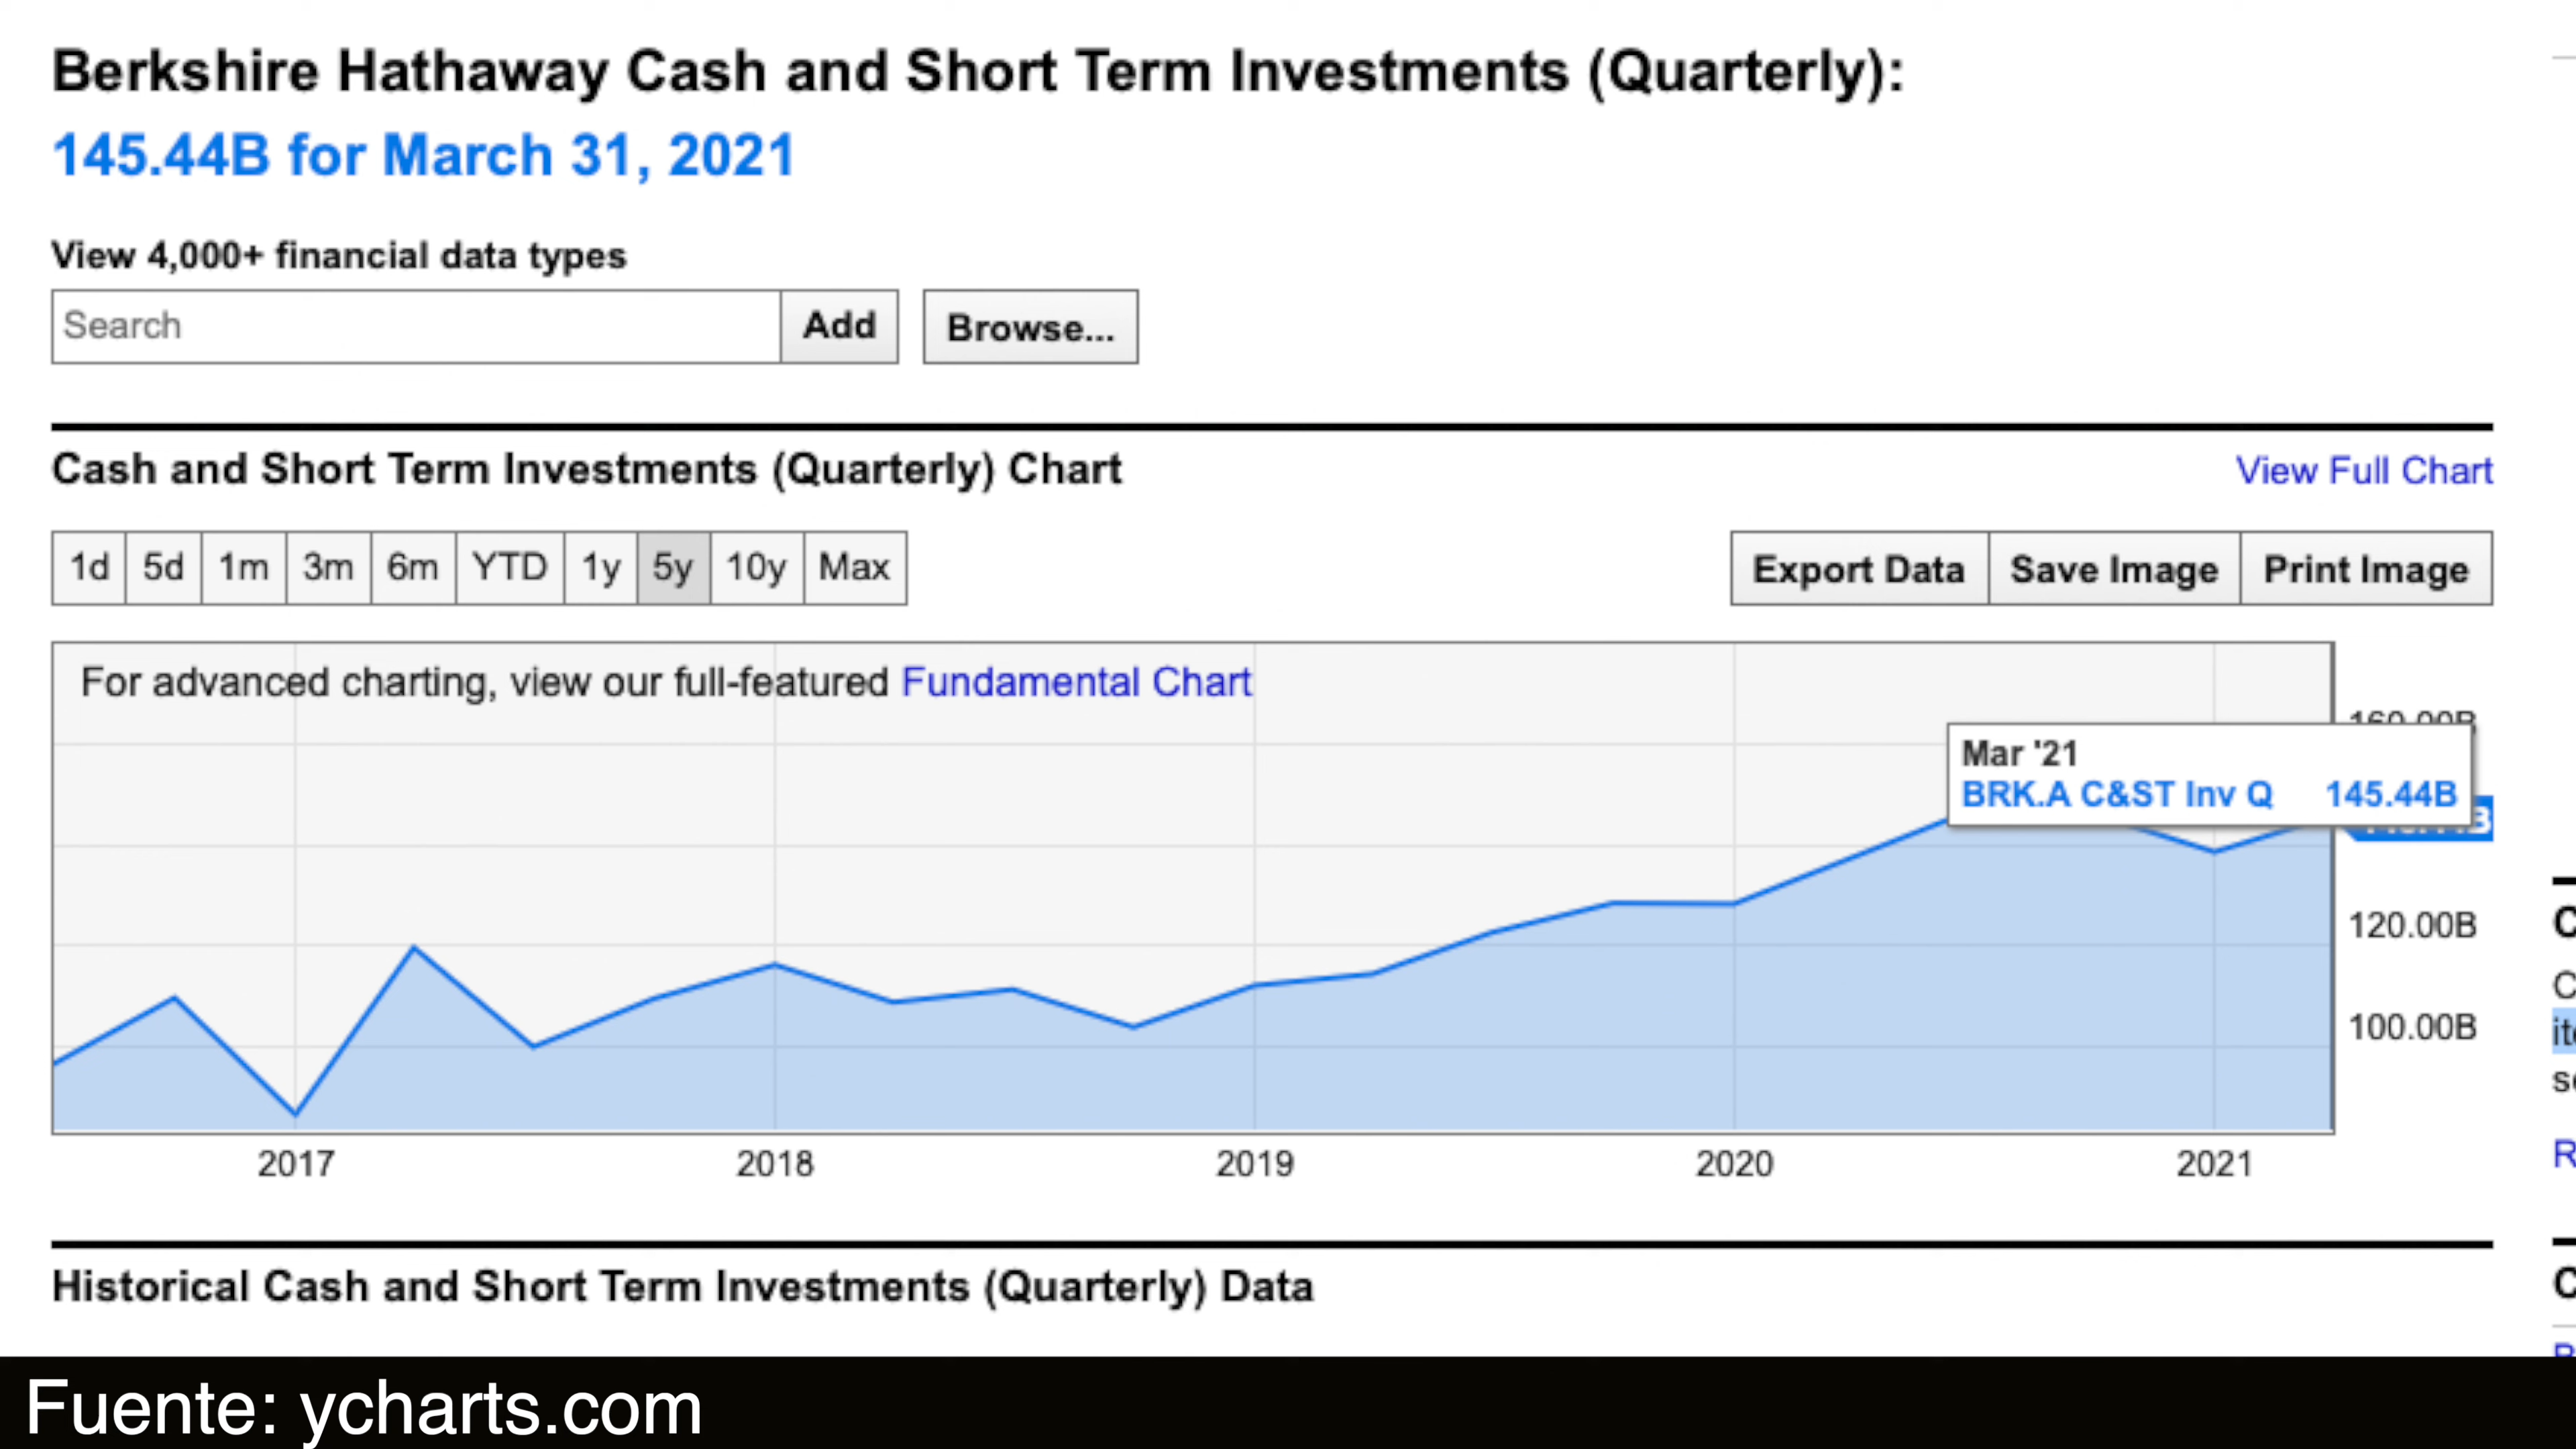 Berkshire Hathaway Cash and Short Term Investments (Quarterly):
145.44B for March 31, 2021
View 4,000+ financial data types
Search Add Browse...
Cash and Short Term Investments (Quarterly) Chart View Full Chart
1d 5d 1m 3m 6m YTD 1y 5y 10y Max Export Data Save Image Print Image
For advanced charting, view our full-featured Fundamental Chart
160.00B
Mar '21
BRK.A C&ST Inv Q 145.44B
120.00B
100.00B
2017 2018 2019 2020 2021
Historical Cash and Short Term Investments (Quarterly) Data
Fuente: ycharts.com